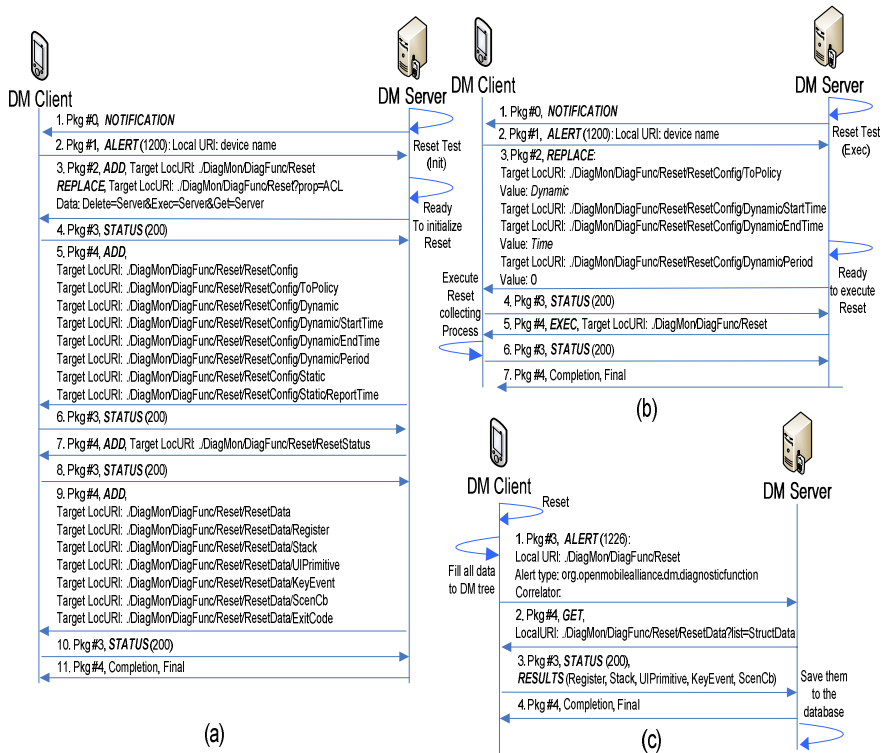 DM Client
DM Server
1. Pkg #0, NOTIFICATION
2. Pkg #1, ALERT (1200): Local URI: device name
Reset Test
(Init)
3. Pkg #2, ADD, Target LocURI: ./DiagMon/DiagFunc/Reset
REPLACE, Target LocURI: ./DiagMon/DiagFunc/Reset?prop=ACL
Data: Delete=Server&Exec=Server&Get=Server
Ready
To initialize
Reset
4. Pkg #3, STATUS (200)
5. Pkg #4, ADD,
Target LocURI: ./DiagMon/DiagFunc/Reset/ResetConfig
Target LocURI: ./DiagMon/DiagFunc/Reset/ResetConfig/ToPolicy
Target LocURI: ./DiagMon/DiagFunc/Reset/ResetConfig/Dynamic
Target LocURI: ./DiagMon/DiagFunc/Reset/ResetConfig/Dynamic/StartTime
Target LocURI: ./DiagMon/DiagFunc/Reset/ResetConfig/Dynamic/EndTime
Target LocURI: ./DiagMon/DiagFunc/Reset/ResetConfig/Dynamic/Period
Target LocURI: ./DiagMon/DiagFunc/Reset/ResetConfig/Static
Target LocURI: ./DiagMon/DiagFunc/Reset/ResetConfig/Static/ReportTime
6. Pkg #3, STATUS (200)
7. Pkg #4, ADD, Target LocURI: ./DiagMon/DiagFunc/Reset/ResetStatus
8. Pkg #3, STATUS (200)
9. Pkg #4, ADD,
Target LocURI: ./DiagMon/DiagFunc/Reset/ResetData
Target LocURI: ./DiagMon/DiagFunc/Reset/ResetData/Register
Target LocURI: ./DiagMon/DiagFunc/Reset/ResetData/Stack
Target LocURI: ./DiagMon/DiagFunc/Reset/ResetData/UIPrimitive
Target LocURI: ./DiagMon/DiagFunc/Reset/ResetData/KeyEvent
Target LocURI: ./DiagMon/DiagFunc/Reset/ResetData/ScenCb
Target LocURI: ./DiagMon/DiagFunc/Reset/ResetData/ExitCode
10. Pkg #3, STATUS (200)
11. Pkg #4, Completion, Final
(a)
DM Client
DM Server
1. Pkg #0, NOTIFICATION
2. Pkg #1, ALERT (1200): Local URI: device name
Reset Test
(Exec)
3. Pkg #2, REPLACE:
Target LocURI: ./DiagMon/DiagFunc/Reset/ResetConfig/ToPolicy
Value: Dynamic
Target LocURI: ./DiagMon/DiagFunc/Reset/ResetConfig/Dynamic/StartTime
Target LocURI: ./DiagMon/DiagFunc/Reset/ResetConfig/Dynamic/EndTime
Value: Time
Target LocURI: ./DiagMon/DiagFunc/Reset/ResetConfig/Dynamic/Period
Value: 0
Ready
to execute
Reset
Execute
Reset
collecting
Process
4. Pkg #3, STATUS (200)
5. Pkg #4, EXEC, Target LocURI: ./DiagMon/DiagFunc/Reset
6. Pkg #3, STATUS (200)
7. Pkg #4, Completion, Final
(b)
DM Client
DM Server
Reset
Fill all data
to DM tree
1. Pkg #3, ALERT (1226):
Local URI: ./DiagMon/DiagFunc/Reset
Alert type: org.openmobilealliance.dm.diagnosticfunction
Correlator:
2. Pkg #4, GET,
LocalURI: ./DiagMon/DiagFunc/Reset/ResetData?list=StructData
3. Pkg #3, STATUS (200),
RESULTS (Register, Stack, UIPrimitive, KeyEvent, ScenCb)
4. Pkg #4, Completion, Final
Save them
to the
database
(c)